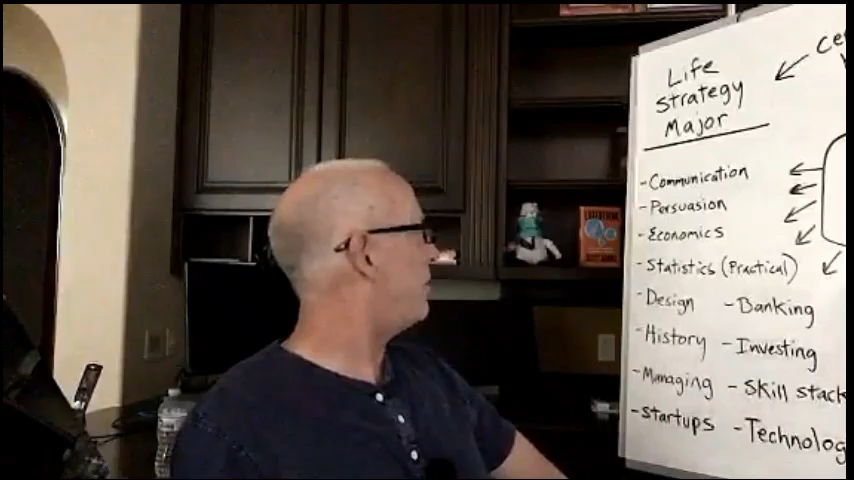 Life
Strategy
Major
- Communication
- Persuasion
- Economics
- Statistics (Practical)
- Design - Banking
- History - Investing
- Managing - Skill stack
- Startups - Technolog